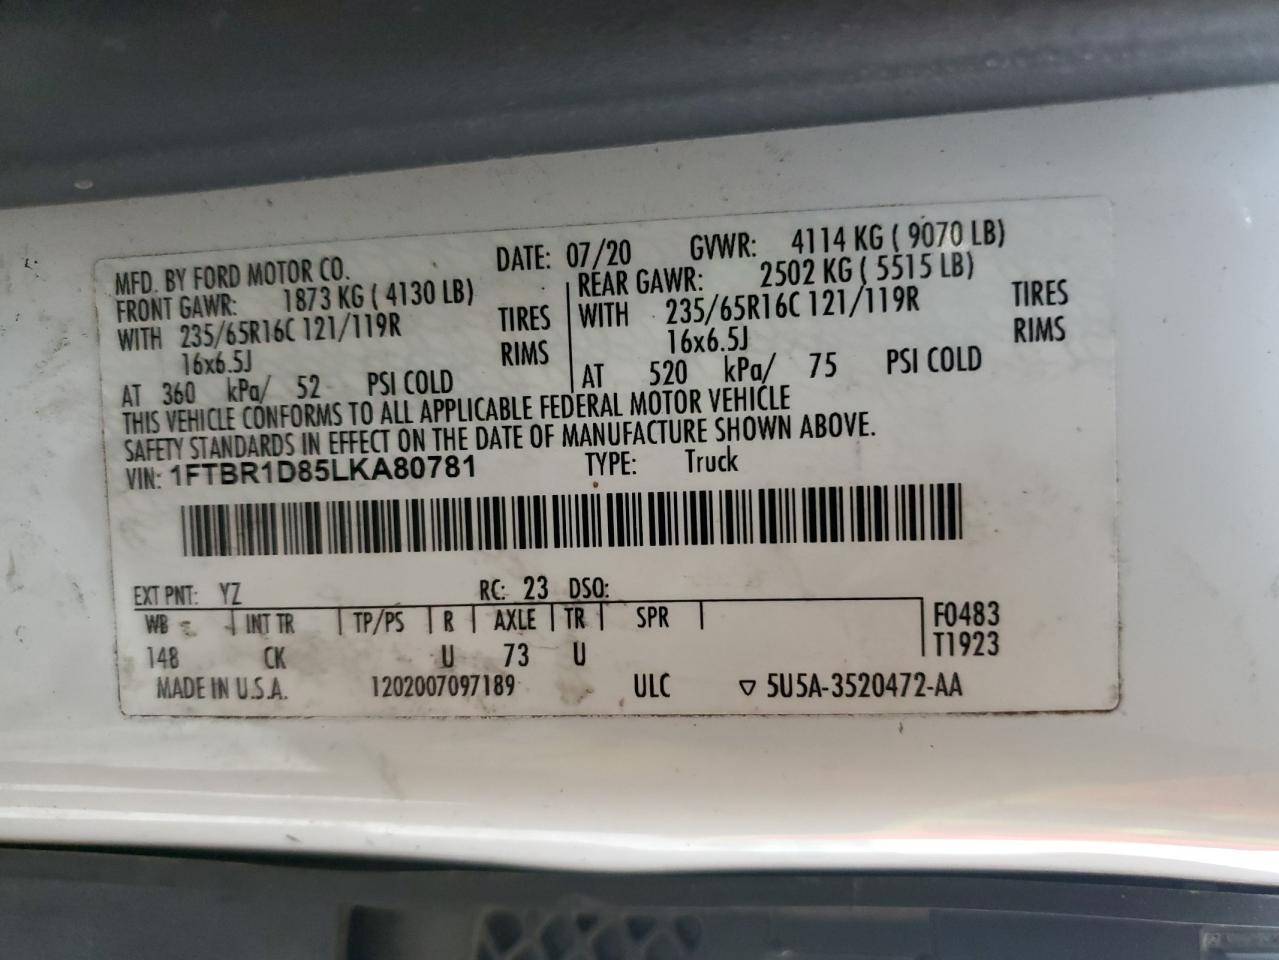 MFD. BY FORD MOTOR CO. DATE: 07/20 GVWR: 4114 KG ( 9070 LB)
FRONT GAWR: 1873 KG ( 4130 LB) REAR GAWR: 2502 KG ( 5515 LB)
WITH 235/65R16C 121/119R TIRES WITH 235/65R16C 121/119R TIRES
16x6.5J RIMS 16x6.5J RIMS
AT 360 kPa/ 52 PSI COLD AT 520 kPa/ 75 PSI COLD
THIS VEHICLE CONFORMS TO ALL APPLICABLE FEDERAL MOTOR VEHICLE
SAFETY STANDARDS IN EFFECT ON THE DATE OF MANUFACTURE SHOWN ABOVE.
VIN: 1FTBR1D85LKA80781 TYPE: Truck
EXT PNT: YZ RC: 23 DSO:
WB INT TR TP/PS R AXLE TR SPR F0483
148 CK U 73 U T1923
MADE IN U.S.A. 1202007097189 ULC ▽ 5U5A-3520472-AA